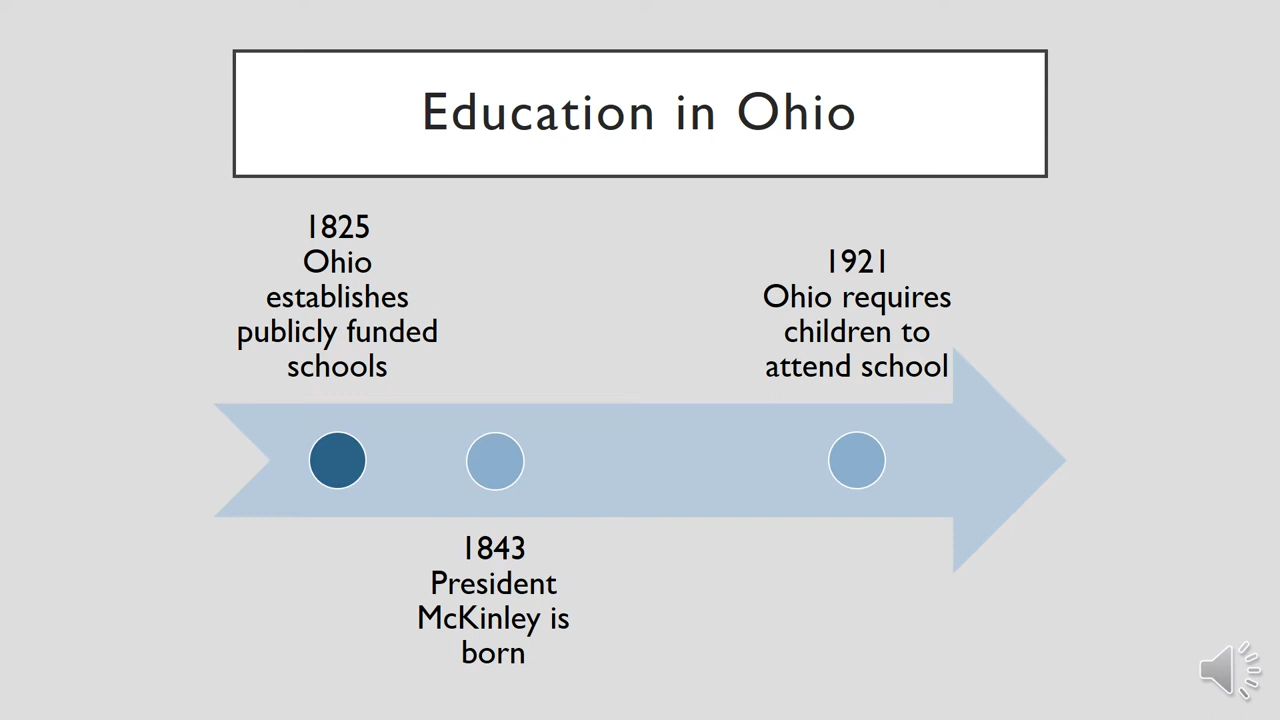 Education in Ohio
1825
Ohio
establishes
publicly funded
schools
1921
Ohio requires
children to
attend school
1843
President
McKinley is
born